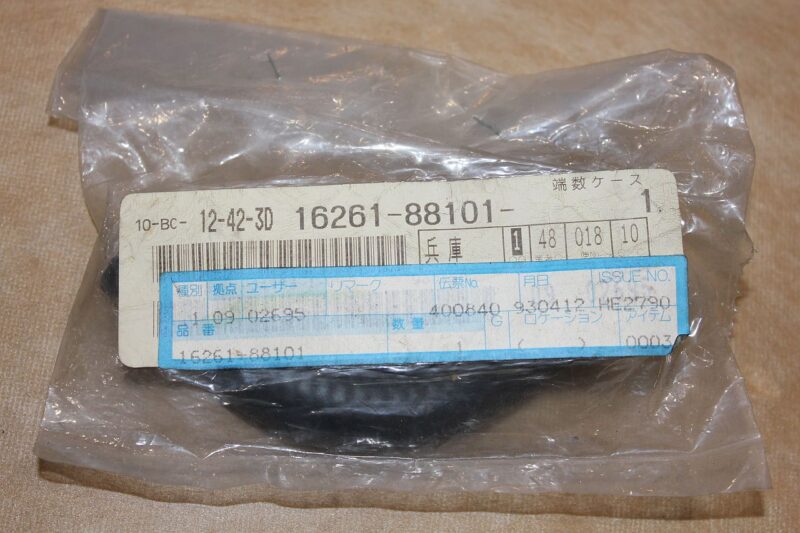 端数ケース
10-BC- 12-42-3D 16261-88101- 1.
兵庫 1 48 018 10
種別 拠点 ユーザー リマーク 伝票No. 月日 ISSUE NO.
1 09 02695 400840 930412 HE2790
品番 数量 G ロケーション アイテム
16261-88101 1 ( ) 0003